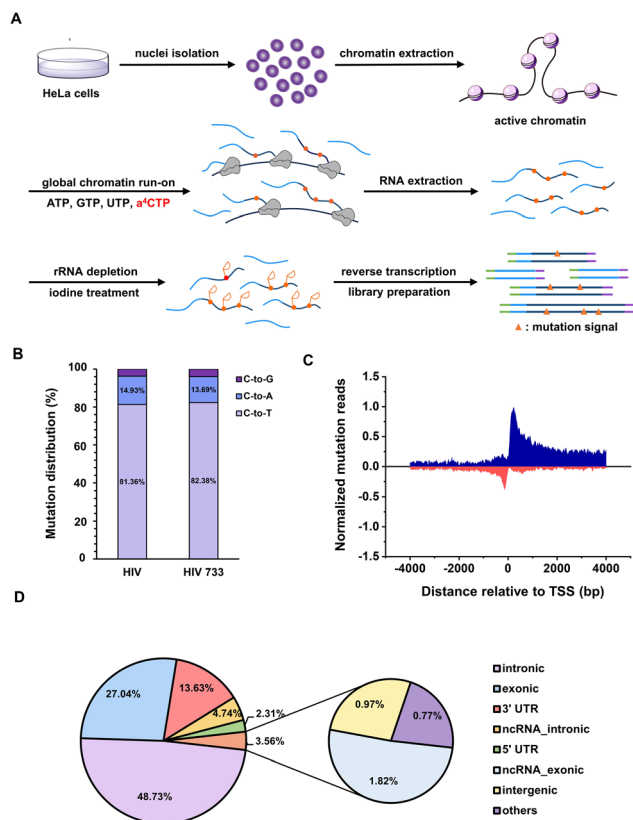 A
nuclei isolation
chromatin extraction
HeLa cells
active chromatin
global chromatin run-on
ATP, GTP, UTP, a⁴CTP
RNA extraction
rRNA depletion
iodine treatment
reverse transcription
library preparation
: mutation signal
B
Mutation distribution (%)
100
80
60
40
20
0
14.93%
13.69%
81.36%
82.38%
HIV
HIV 733
C-to-G
C-to-A
C-to-T
C
Normalized mutation reads
1.5
1.0
0.5
0.0
-0.5
-1.0
-1.5
-4000
-2000
0
2000
4000
Distance relative to TSS (bp)
D
27.04%
13.63%
4.74%
2.31%
3.56%
48.73%
0.97%
0.77%
1.82%
intronic
exonic
3' UTR
ncRNA_intronic
5' UTR
ncRNA_exonic
intergenic
others